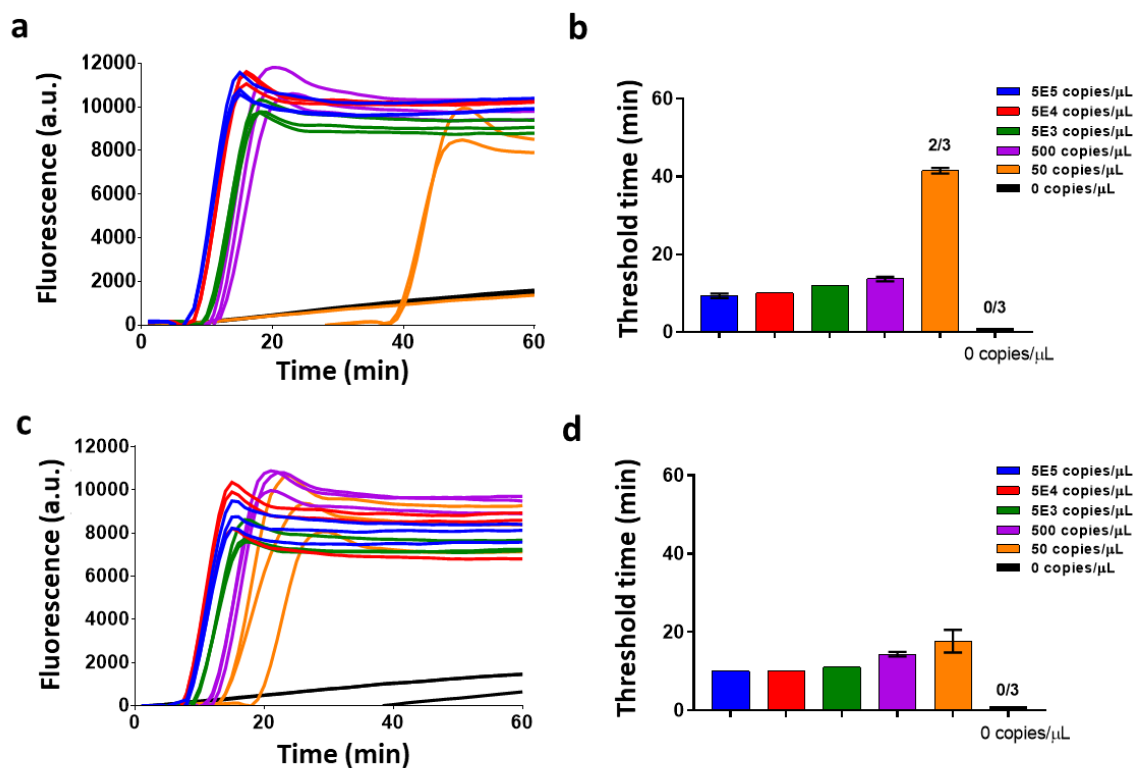 a
Fluorescence (a.u.)
12000
10000
8000
6000
4000
2000
0
0
20
40
60
Time (min)
b
Threshold time (min)
60
40
20
0
2/3
0/3
0 copies/μL
5E5 copies/μL
5E4 copies/μL
5E3 copies/μL
500 copies/μL
50 copies/μL
0 copies/μL
c
Fluorescence (a.u.)
12000
10000
8000
6000
4000
2000
0
0
20
40
60
Time (min)
d
Threshold time (min)
60
40
20
0
0/3
0 copies/μL
5E5 copies/μL
5E4 copies/μL
5E3 copies/μL
500 copies/μL
50 copies/μL
0 copies/μL